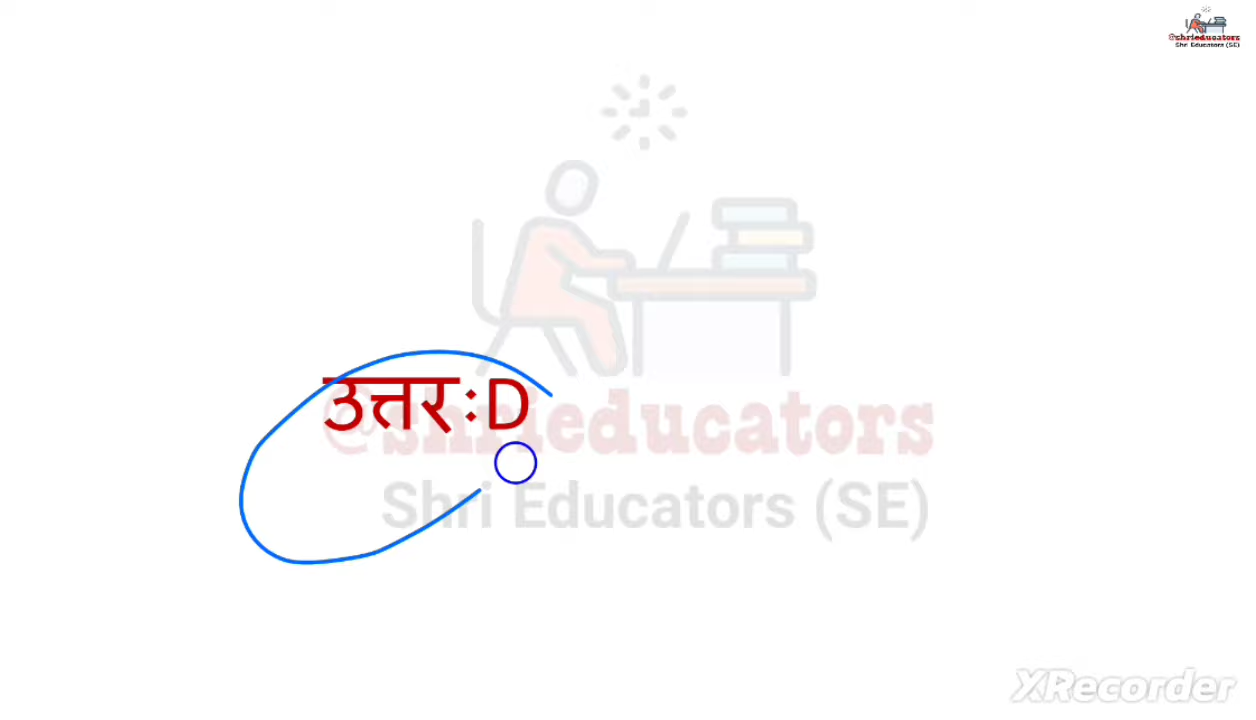 @shrieducators
Shri Educators (SE)
उत्तरः D
@shrieducators
Shri Educators (SE)
XRecorder